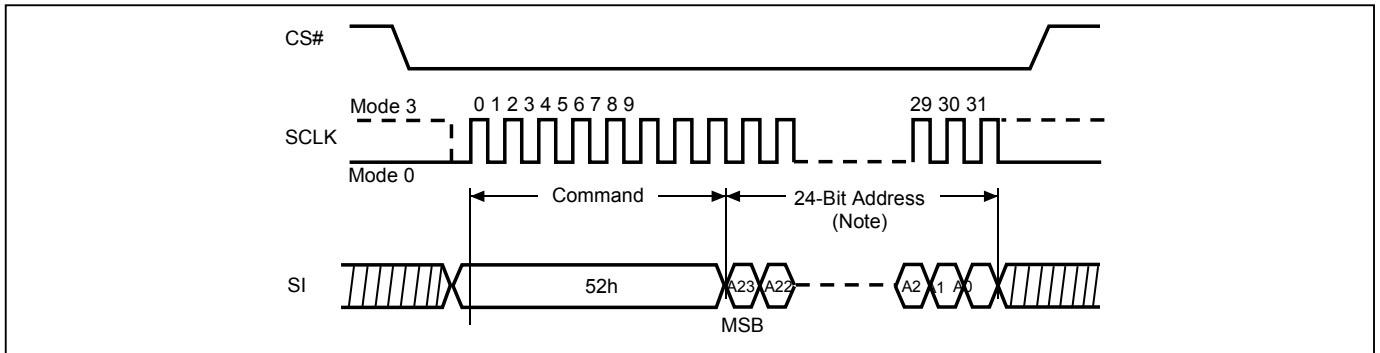 CS#
Mode 3
0 1 2 3 4 5 6 7 8 9
29 30 31
SCLK
Mode 0
Command
24-Bit Address
(Note)
SI
52h
A23
A22
A2
A1
A0
MSB